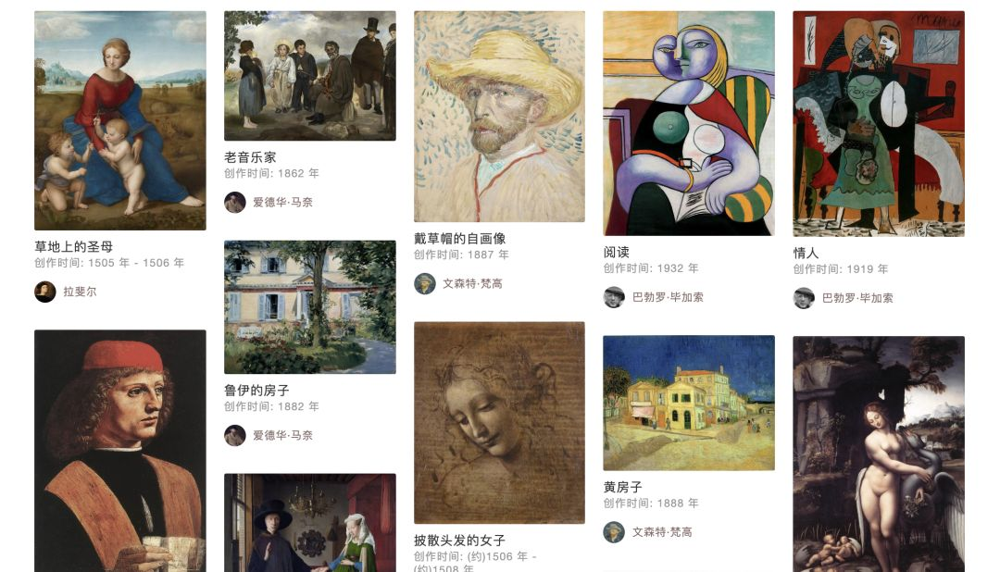 草地上的圣母
创作时间: 1505 年 - 1506 年
拉斐尔
老音乐家
创作时间: 1862 年
爱德华·马奈
鲁伊的房子
创作时间: 1882 年
爱德华·马奈
戴草帽的自画像
创作时间: 1887 年
文森特·梵高
披散头发的女子
创作时间: (约)1506 年 -
(约)1508 年
阅读
创作时间: 1932 年
巴勃罗·毕加索
黄房子
创作时间: 1888 年
文森特·梵高
情人
创作时间: 1919 年
巴勃罗·毕加索